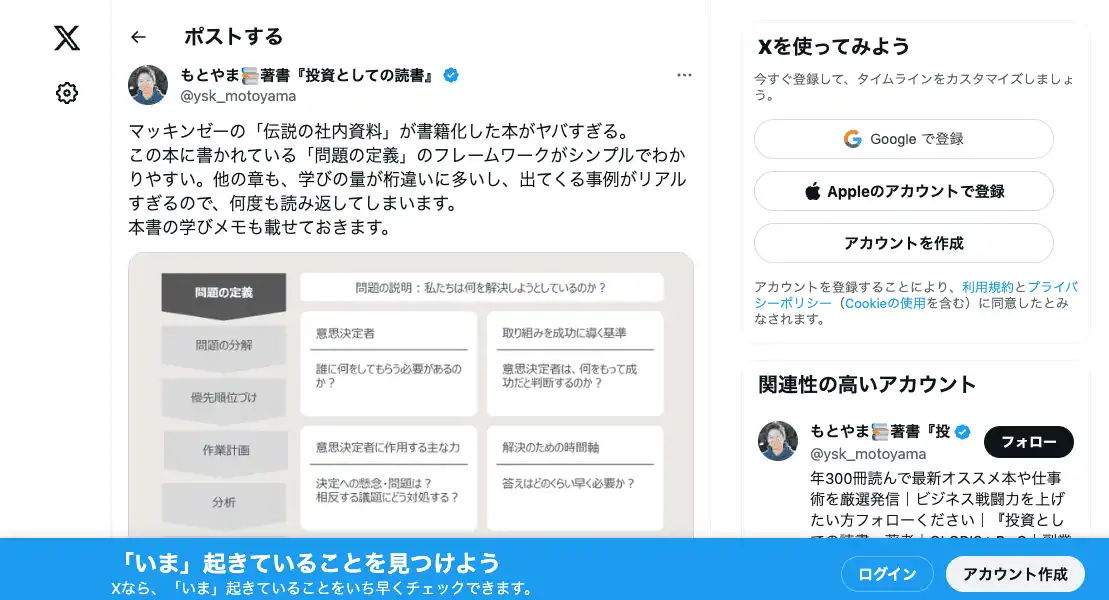 ポストする
もとやま📚著書『投資としての読書』
@ysk_motoyama
マッキンゼーの「伝説の社内資料」が書籍化した本がヤバすぎる。
この本に書かれている「問題の定義」のフレームワークがシンプルでわか
りやすい。他の章も、学びの量が桁違いに多いし、出てくる事例がリアル
すぎるので、何度も読み返してしまいます。
本書の学びメモも載せておきます。
問題の定義
問題の分解
優先順位づけ
作業計画
分析
問題の説明：私たちは何を解決しようとしているのか？
意思決定者
誰に何をしてもらう必要があるの
か？
取り組みを成功に導く基準
意思決定者は、何をもって成
功だと判断するのか？
意思決定者に作用する主な力
決定への懸念・問題は？
相反する議題にどう対処する？
解決のための時間軸
答えはどのくらい早く必要か？
Xを使ってみよう
今すぐ登録して、タイムラインをカスタマイズしましょ
う。
Google で登録
Appleのアカウントで登録
アカウントを作成
アカウントを登録することにより、利用規約とプライバ
シーポリシー（Cookieの使用を含む）に同意したとみ
なされます。
関連性の高いアカウント
もとやま📚著書『投
@ysk_motoyama
フォロー
年300冊読んで最新オススメ本や仕事
術を厳選発信｜ビジネス戦闘力を上げ
たい方フォローください｜『投資とし
「いま」起きていることを見つけよう
Xなら、「いま」起きていることをいち早くチェックできます。
ログイン
アカウント作成